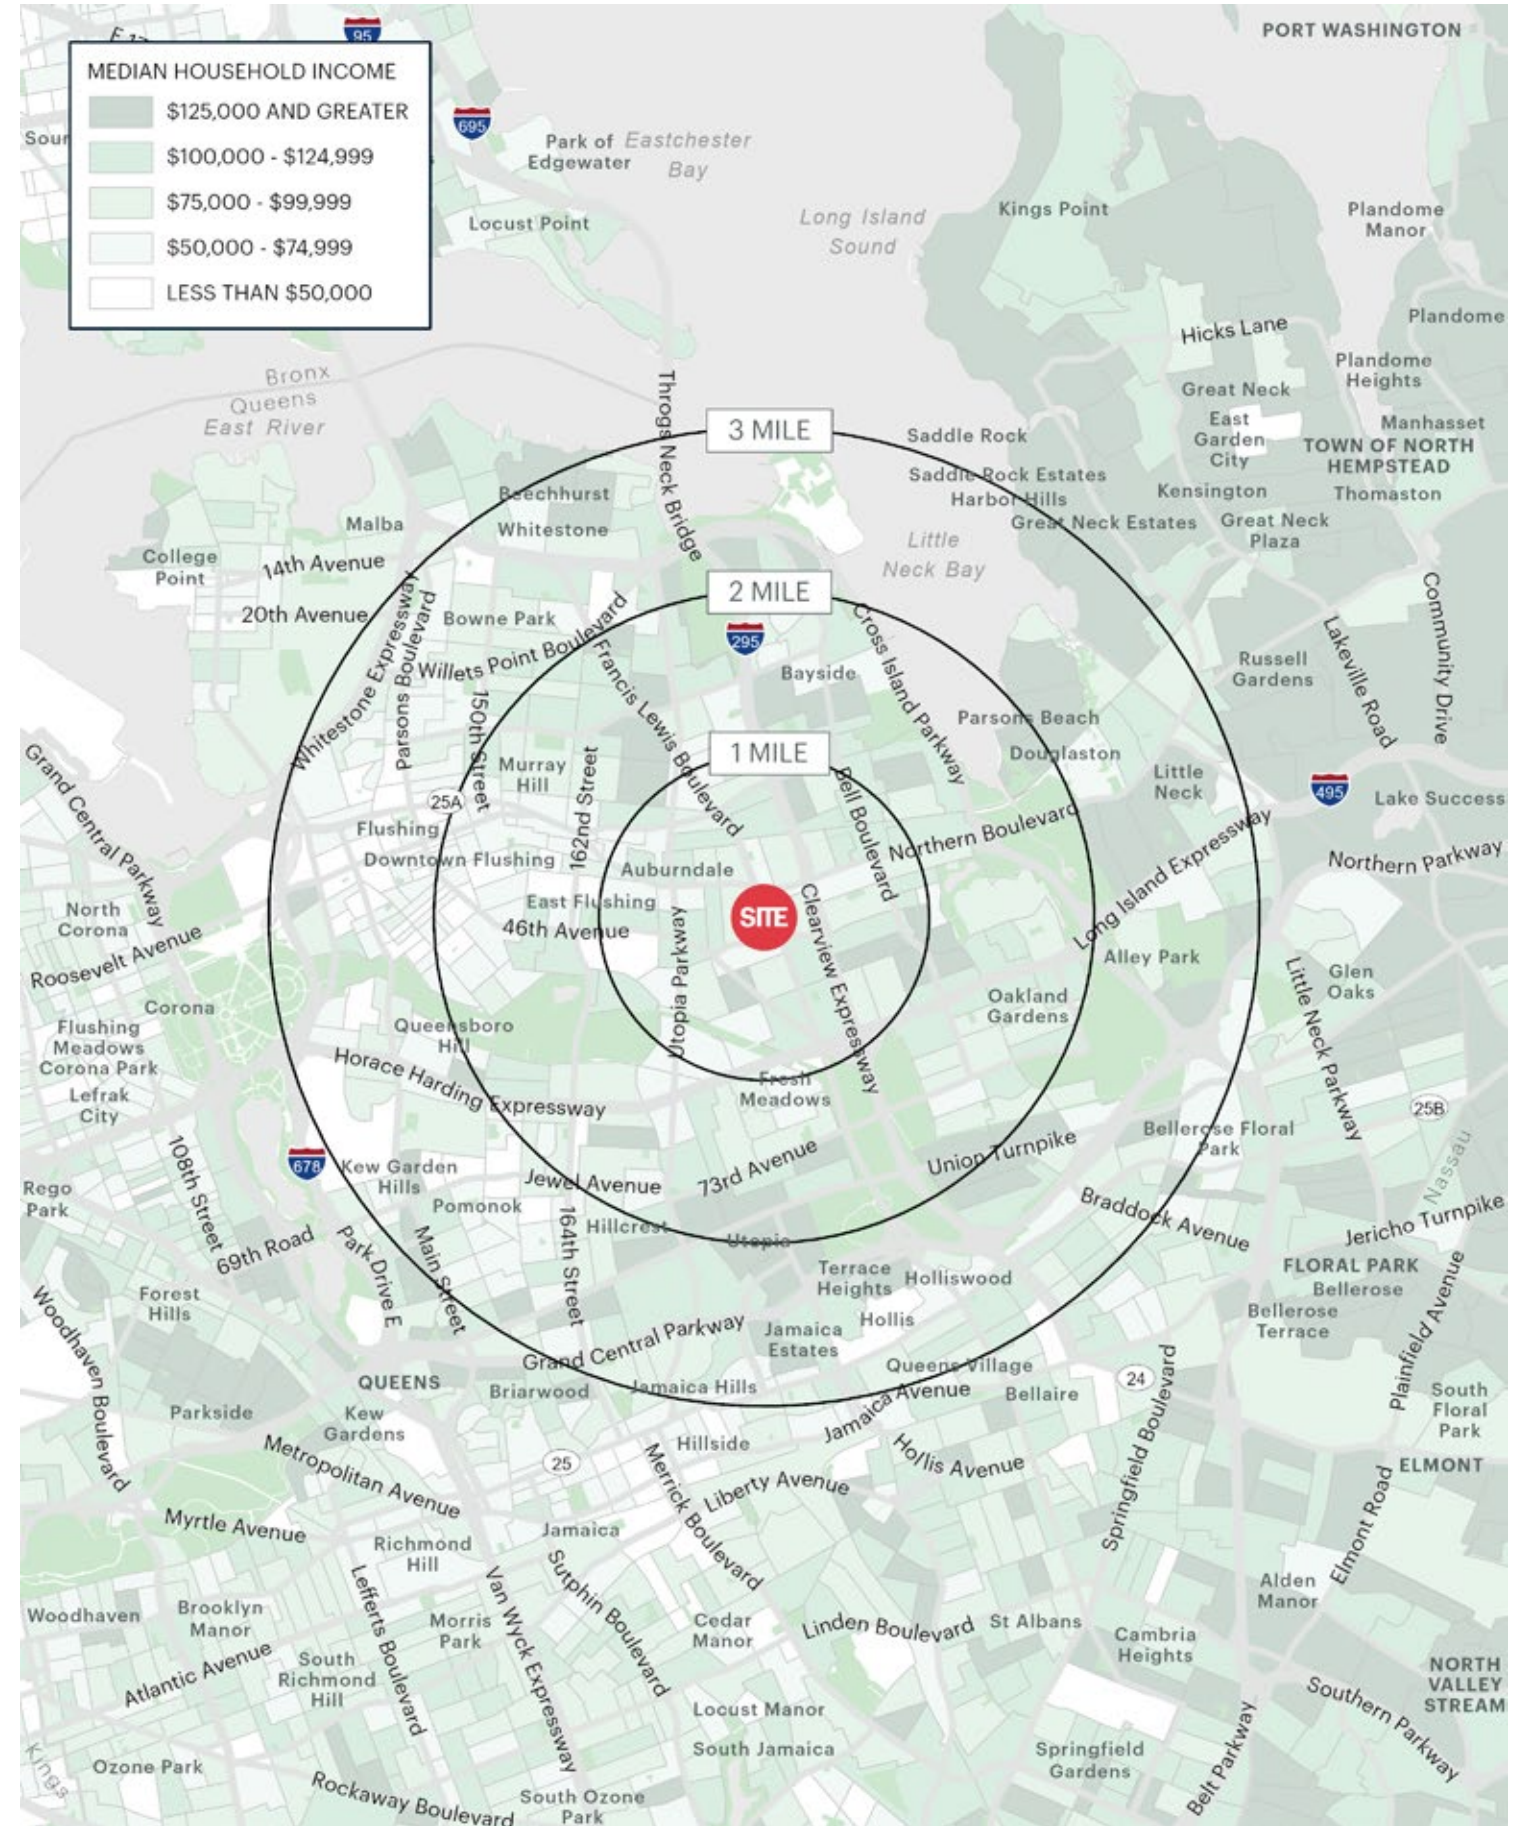 PORT WASHINGTON
95
MEDIAN HOUSEHOLD INCOME
$125,000 AND GREATER
$100,000 - $124,999
$75,000 - $99,999
$50,000 - $74,999
LESS THAN $50,000
695
Park of
Edgewater
Eastchester
Bay
Locust Point
Long Island
Sound
Kings Point
Plandome
Manor
Hicks Lane
Plandome
Plandome
Heights
Bronx
Queens
East River
Throgs Neck Bridge
Great Neck
East
Garden
City
Manhasset
TOWN OF NORTH
HEMPSTEAD
3 MILE
Saddle Rock
Saddle Rock Estates
Harbor Hills
Kensington
Thomaston
Beechhurst
Malba
Whitestone
Great Neck Estates
Great Neck
Plaza
College
Point
14th Avenue
Little
Neck Bay
20th Avenue
Whitestone Expressway
Parsons Boulevard
Bowne Park
2 MILE
Willets Point Boulevard
295
Cross Island Parkway
Community Drive
Lakeville Road
Francis Lewis Boulevard
Bayside
Russell
Gardens
150th Street
Parsons Beach
Douglaston
1 MILE
Grand Central Parkway
Murray
Hill
162nd Street
Bell Boulevard
Little
Neck
495
Lake Success
25A
Flushing
Northern Boulevard
Long Island Expressway
Downtown Flushing
Auburndale
Northern Parkway
North
Corona
East Flushing
46th Avenue
SITE
Clearview Expressway
Utopia Parkway
Roosevelt Avenue
Alley Park
Little Neck Parkway
Glen
Oaks
Corona
Oakland
Gardens
Flushing
Meadows
Corona Park
Queensboro
Hill
Horace Harding Expressway
Lefrak
City
Fresh
Meadows
25B
Bellerose Floral
Park
Nassau
108th Street
678
Kew Garden
Hills
Jewel Avenue
73rd Avenue
Union Turnpike
Rego
Park
Pomonok
Braddock Avenue
Jericho Turnpike
69th Road
Park Drive E
Main Street
164th Street
Hillcrest
Utopia
Terrace
Heights
Holliswood
FLORAL PARK
Bellerose
Woodhaven Boulevard
Forest
Hills
Hollis
Bellerose
Terrace
Plainfield Avenue
Grand Central Parkway
Jamaica
Estates
Queens Village
QUEENS
Briarwood
Jamaica Hills
Jamaica Avenue
Bellaire
24
Springfield Boulevard
South
Floral
Park
Parkside
Kew
Gardens
Hillside
Hollis Avenue
Metropolitan Avenue
25
Merrick Boulevard
Liberty Avenue
ELMONT
Elmont Road
Myrtle Avenue
Richmond
Hill
Jamaica
Sutphin Boulevard
Lefferts Boulevard
Van Wyck Expressway
Alden
Manor
Woodhaven
Brooklyn
Manor
Morris
Park
Cedar
Manor
Linden Boulevard
St Albans
Cambria
Heights
Atlantic Avenue
South
Richmond
Hill
NORTH
VALLEY
STREAM
Southern Parkway
Locust Manor
South Jamaica
Springfield
Gardens
Belt Parkway
Kings
Ozone Park
Rockaway Boulevard
South Ozone
Park